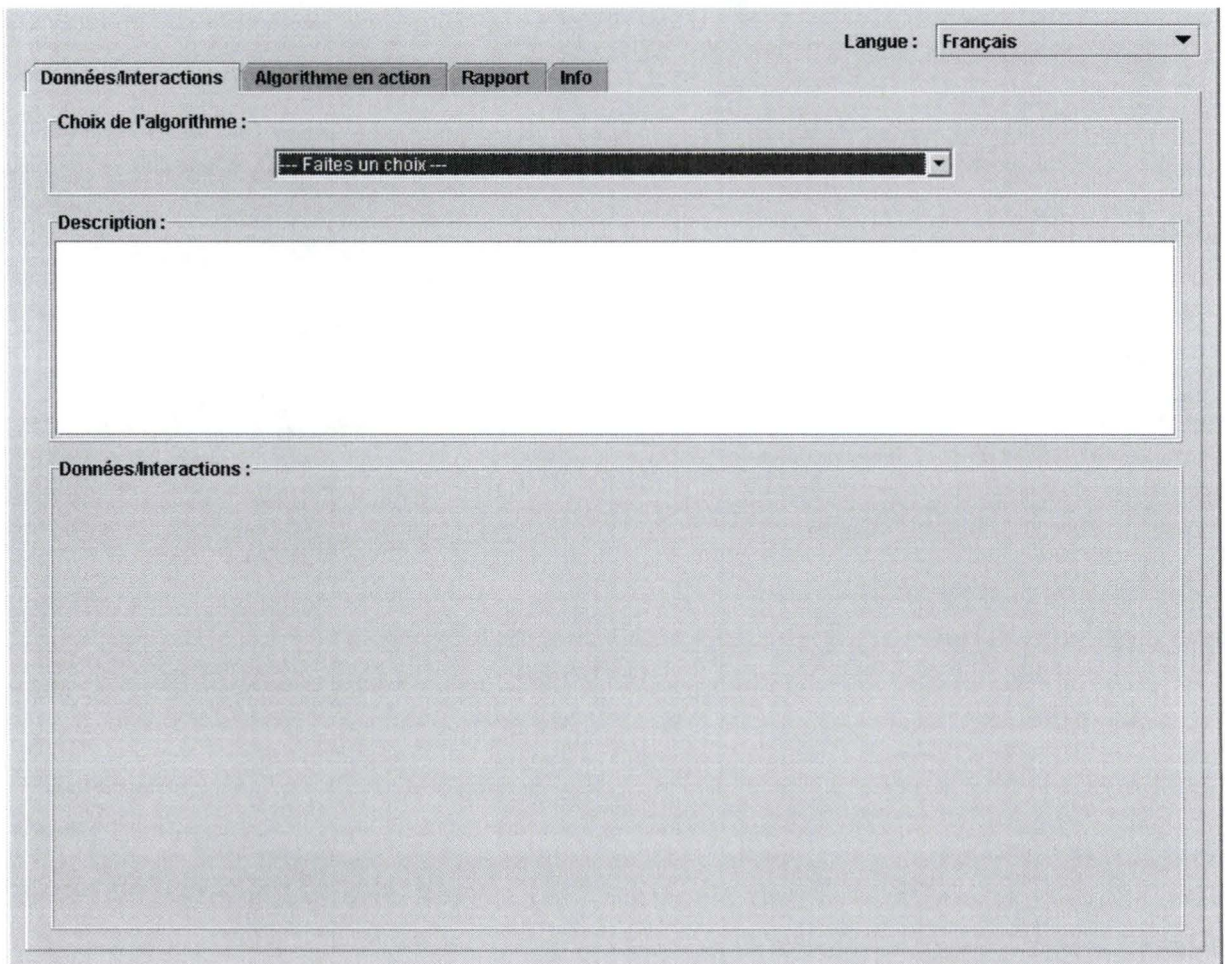 Langue : Français
Données/Interactions Algorithme en action Rapport Info
Choix de l'algorithme :
--- Faites un choix ---
Description :
Données/Interactions :